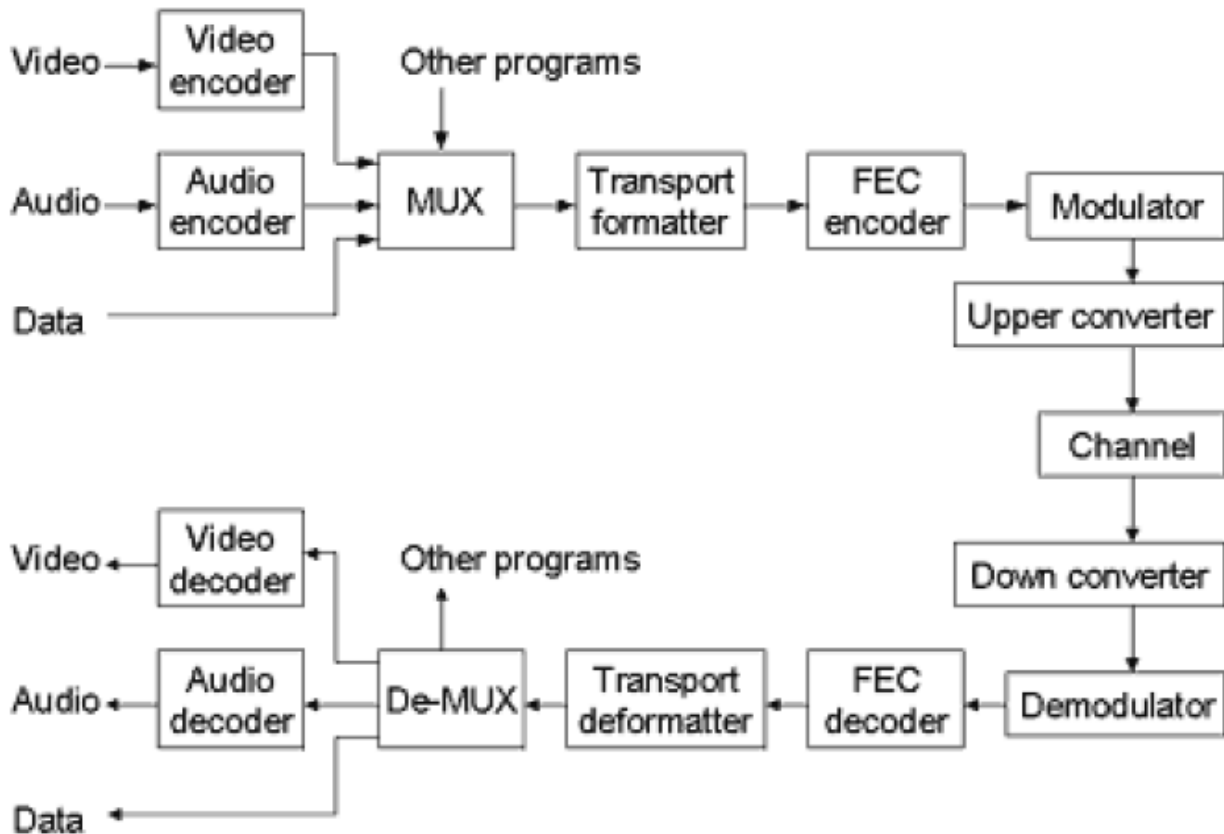 Video
Video
encoder
Other programs
Audio
Audio
encoder
MUX
Transport
formatter
FEC
encoder
Modulator
Data
Upper converter
Channel
Video
Video
decoder
Other programs
Down converter
Audio
Audio
decoder
De-MUX
Transport
deformatter
FEC
decoder
Demodulator
Data